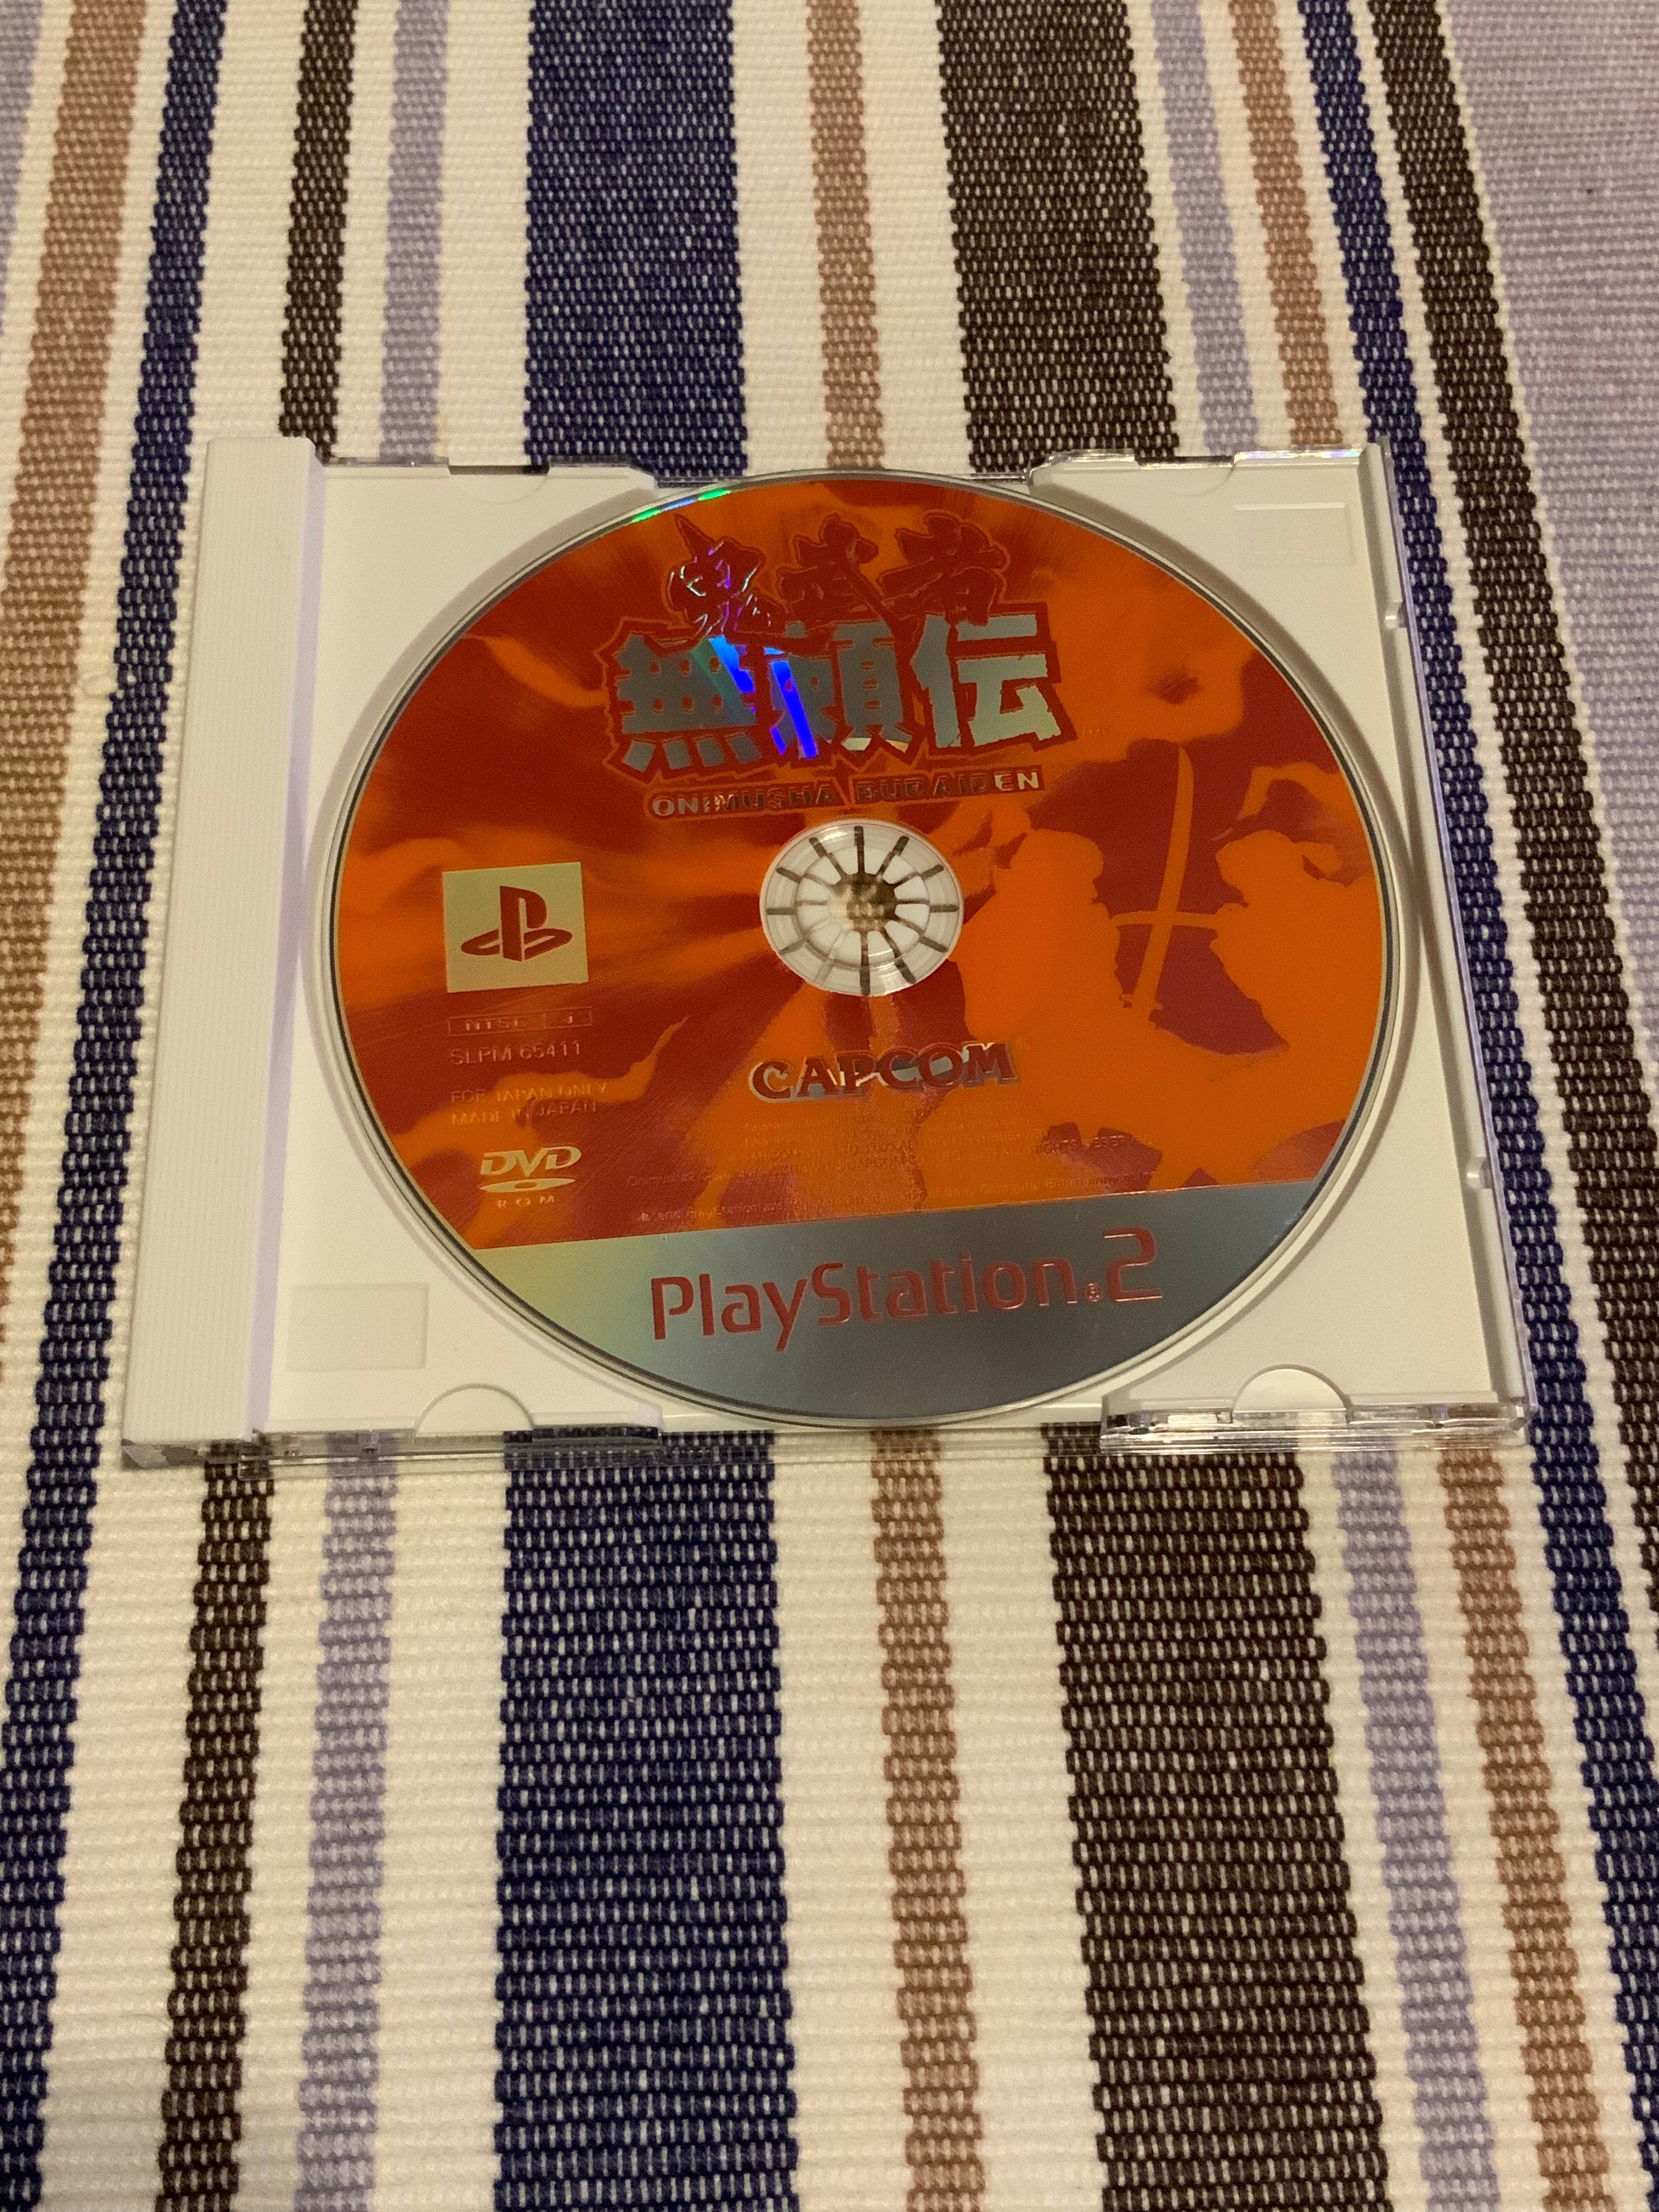 鬼武者
無頼伝
TM
ONIMUSHA BURAIDEN
NTSC J
SLPM 65411
FOR JAPAN ONLY
MADE IN JAPAN
CAPCOM
DVD
ROM
PlayStation®2